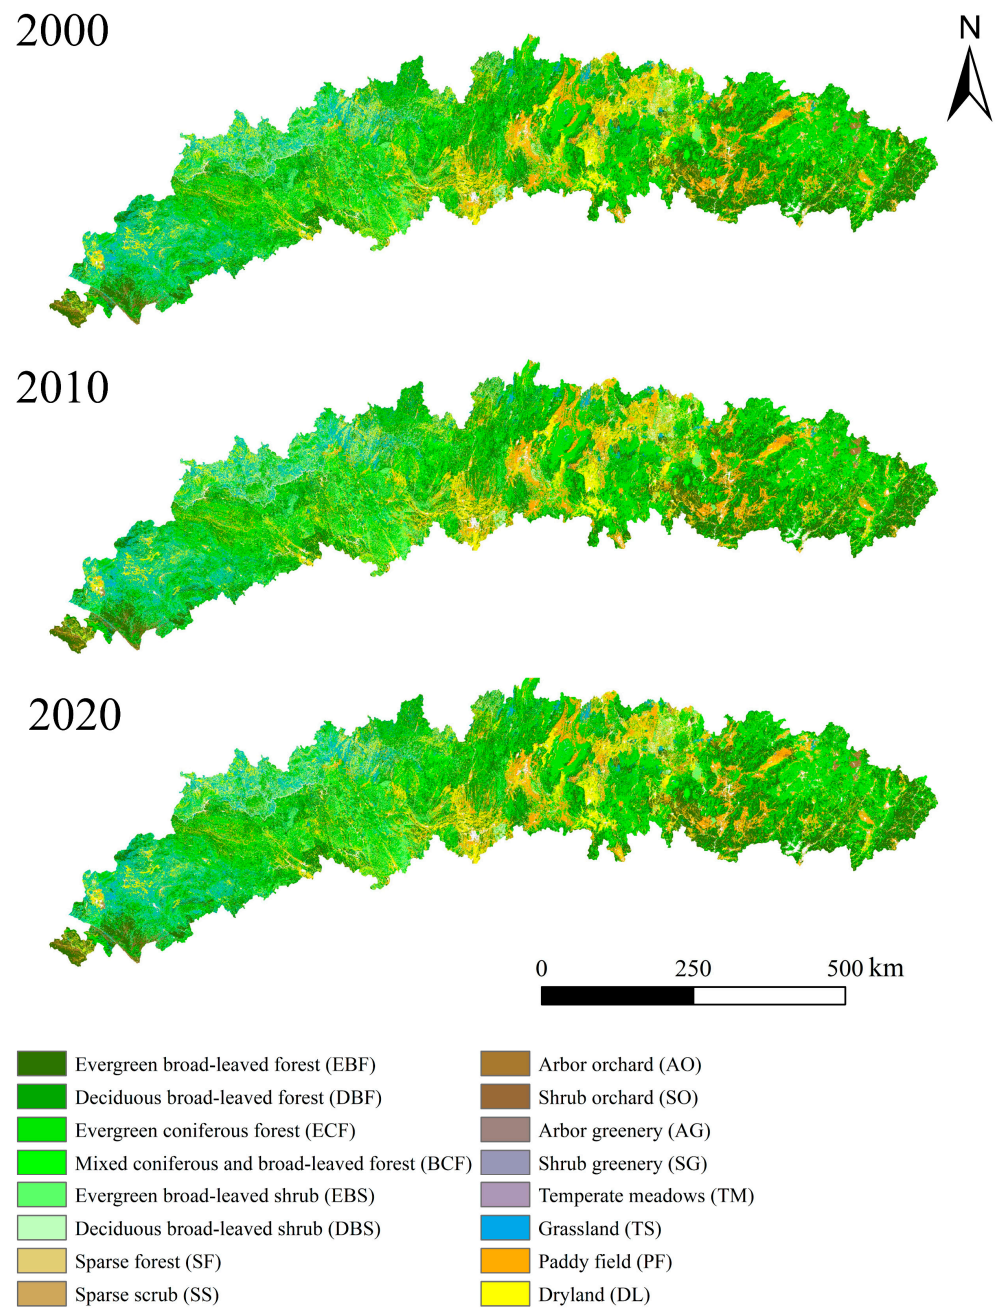 2000
N
2010
2020
0 250 500 km
Evergreen broad-leaved forest (EBF)
Deciduous broad-leaved forest (DBF)
Evergreen coniferous forest (ECF)
Mixed coniferous and broad-leaved forest (BCF)
Evergreen broad-leaved shrub (EBS)
Deciduous broad-leaved shrub (DBS)
Sparse forest (SF)
Sparse scrub (SS)
Arbor orchard (AO)
Shrub orchard (SO)
Arbor greenery (AG)
Shrub greenery (SG)
Temperate meadows (TM)
Grassland (TS)
Paddy field (PF)
Dryland (DL)